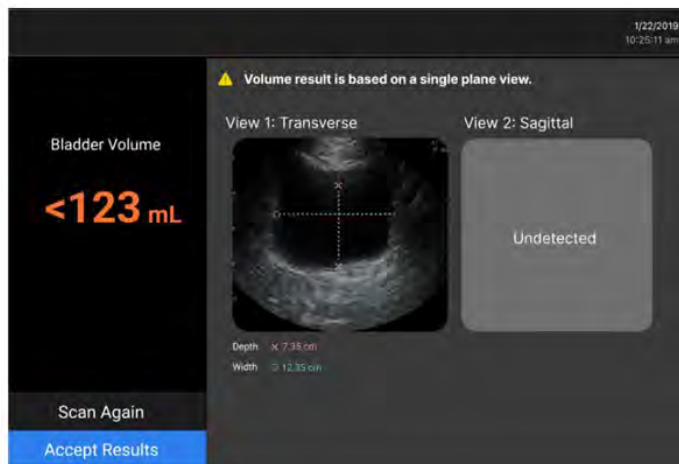 1/22/2019
10:25:11 am
⚠ Volume result is based on a single plane view.
Bladder Volume
<123 mL
View 1: Transverse
View 2: Sagittal
Undetected
Depth × 7.35 cm
Width ○ 12.35 cm
Scan Again
Accept Results